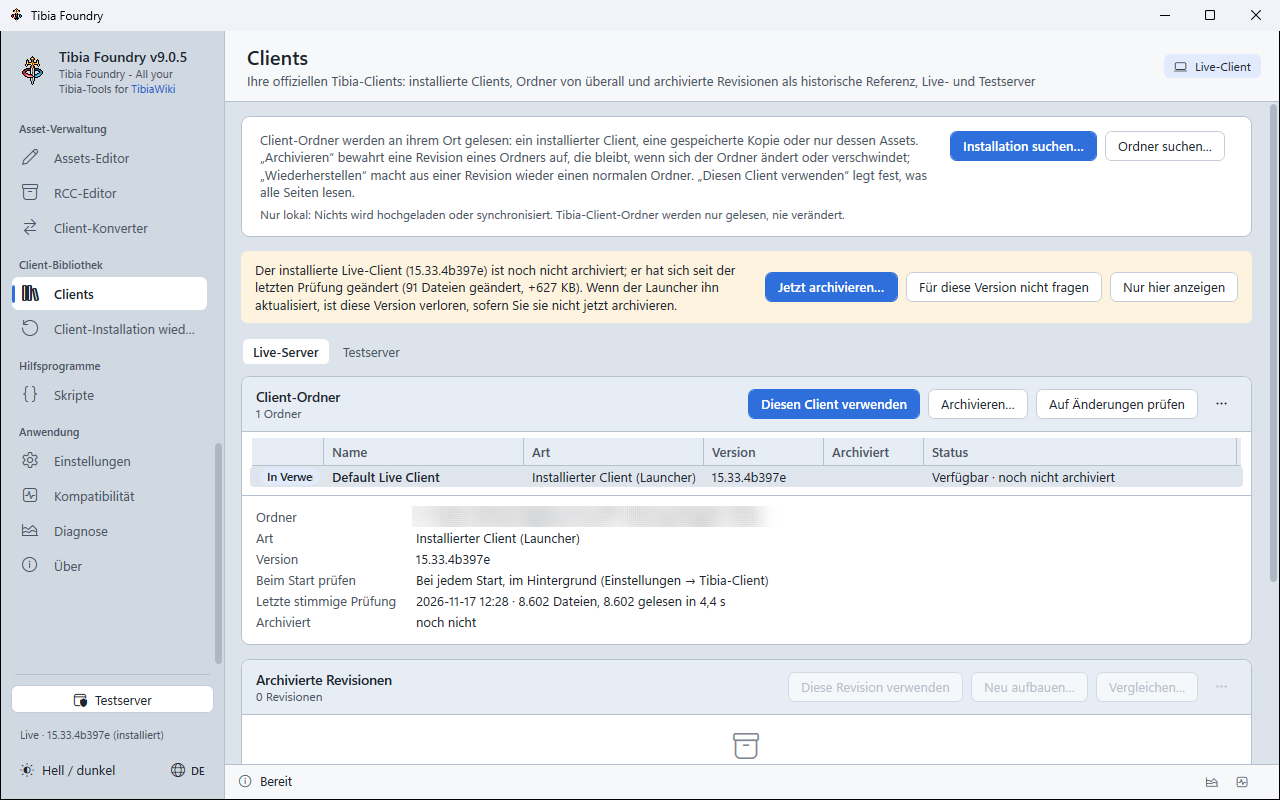 Tibia Foundry
Tibia Foundry v9.0.5
Tibia Foundry - All your
Tibia-Tools for TibiaWiki
Asset-Verwaltung
Assets-Editor
RCC-Editor
Client-Konverter
Client-Bibliothek
Clients
Client-Installation wied...
Hilfsprogramme
Skripte
Anwendung
Einstellungen
Kompatibilität
Diagnose
Über
Testserver
Live · 15.33.4b397e (installiert)
Hell / dunkel
DE
Clients
Ihre offiziellen Tibia-Clients: installierte Clients, Ordner von überall und archivierte Revisionen als historische Referenz, Live- und Testserver
Live-Client
Client-Ordner werden an ihrem Ort gelesen: ein installierter Client, eine gespeicherte Kopie oder nur dessen Assets.
„Archivieren“ bewahrt eine Revision eines Ordners auf, die bleibt, wenn sich der Ordner ändert oder verschwindet;
„Wiederherstellen“ macht aus einer Revision wieder einen normalen Ordner. „Diesen Client verwenden“ legt fest, was
alle Seiten lesen.
Nur lokal: Nichts wird hochgeladen oder synchronisiert. Tibia-Client-Ordner werden nur gelesen, nie verändert.
Installation suchen...
Ordner suchen...
Der installierte Live-Client (15.33.4b397e) ist noch nicht archiviert; er hat sich seit der
letzten Prüfung geändert (91 Dateien geändert, +627 KB). Wenn der Launcher ihn
aktualisiert, ist diese Version verloren, sofern Sie sie nicht jetzt archivieren.
Jetzt archivieren...
Für diese Version nicht fragen
Nur hier anzeigen
Live-Server
Testserver
Client-Ordner
1 Ordner
Diesen Client verwenden
Archivieren...
Auf Änderungen prüfen
...
Name
Art
Version
Archiviert
Status
In Verwe
Default Live Client
Installierter Client (Launcher)
15.33.4b397e
Verfügbar · noch nicht archiviert
Ordner
Art
Installierter Client (Launcher)
Version
15.33.4b397e
Beim Start prüfen
Bei jedem Start, im Hintergrund (Einstellungen → Tibia-Client)
Letzte stimmige Prüfung
2026-11-17 12:28 · 8.602 Dateien, 8.602 gelesen in 4,4 s
Archiviert
noch nicht
Archivierte Revisionen
0 Revisionen
Diese Revision verwenden
Neu aufbauen...
Vergleichen...
...
Bereit